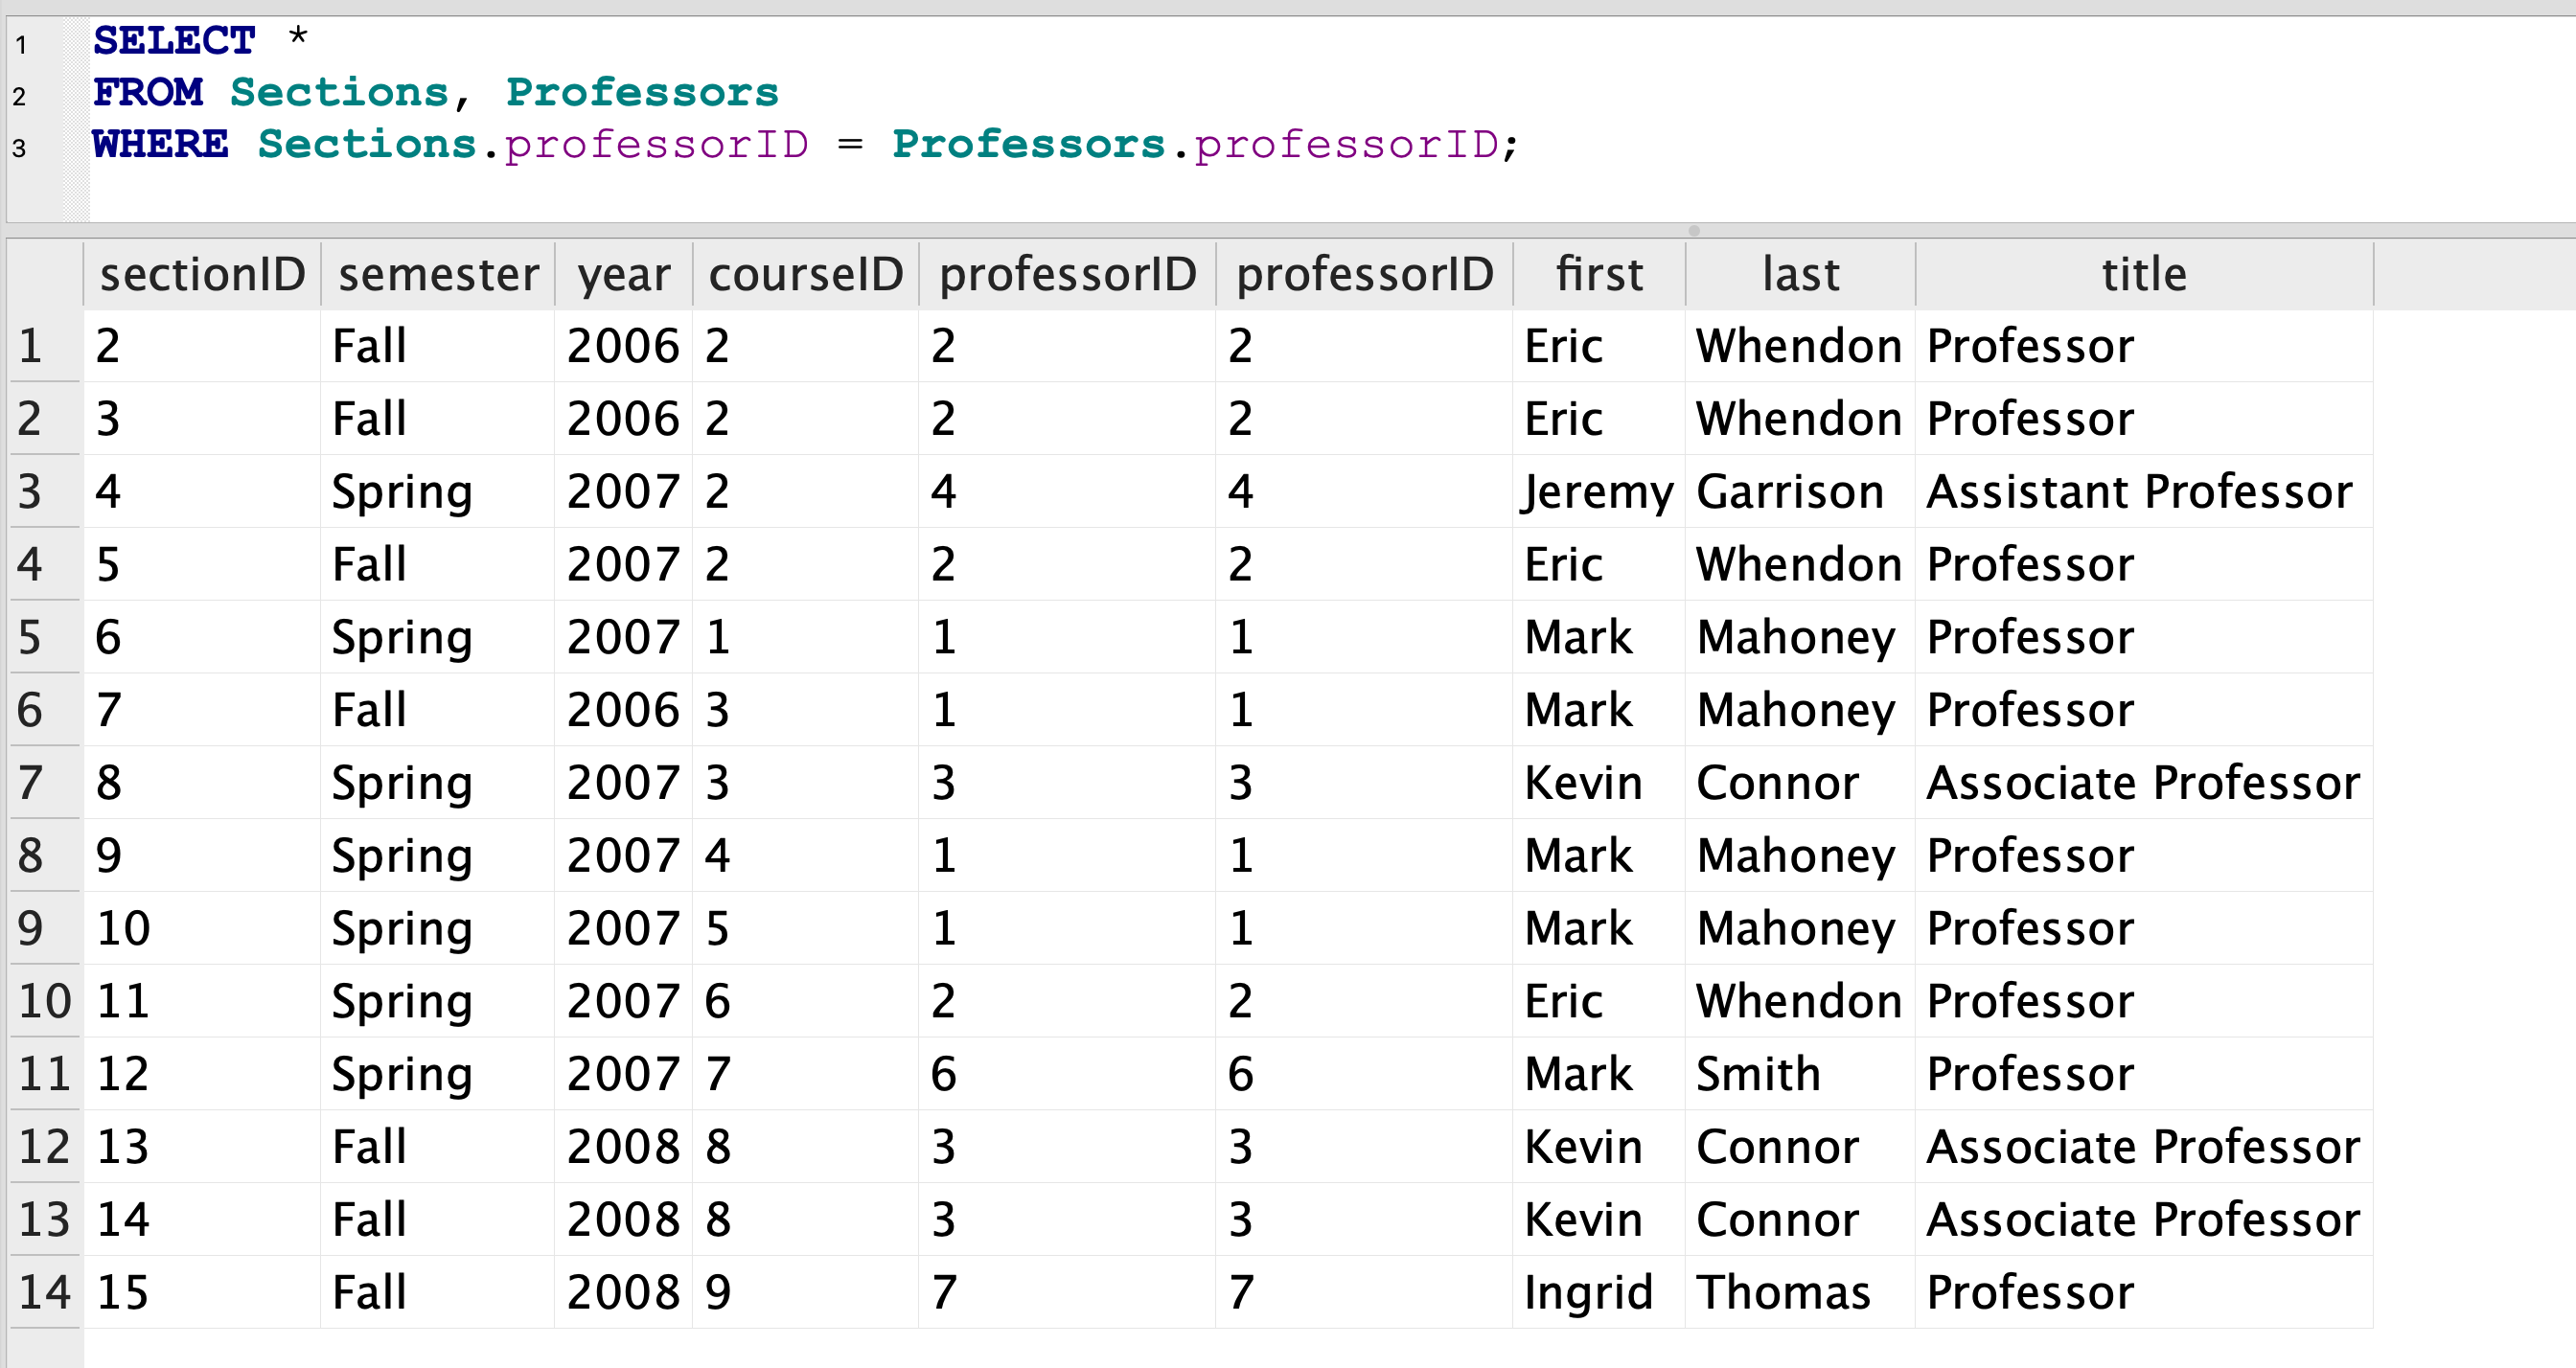 1 SELECT *
2 FROM Sections, Professors
3 WHERE Sections.professorID = Professors.professorID;
sectionID semester year courseID professorID professorID first last title
1 2 Fall 2006 2 2 2 Eric Whendon Professor
2 3 Fall 2006 2 2 2 Eric Whendon Professor
3 4 Spring 2007 2 4 4 Jeremy Garrison Assistant Professor
4 5 Fall 2007 2 2 2 Eric Whendon Professor
5 6 Spring 2007 1 1 1 Mark Mahoney Professor
6 7 Fall 2006 3 1 1 Mark Mahoney Professor
7 8 Spring 2007 3 3 3 Kevin Connor Associate Professor
8 9 Spring 2007 4 1 1 Mark Mahoney Professor
9 10 Spring 2007 5 1 1 Mark Mahoney Professor
10 11 Spring 2007 6 2 2 Eric Whendon Professor
11 12 Spring 2007 7 6 6 Mark Smith Professor
12 13 Fall 2008 8 3 3 Kevin Connor Associate Professor
13 14 Fall 2008 8 3 3 Kevin Connor Associate Professor
14 15 Fall 2008 9 7 7 Ingrid Thomas Professor